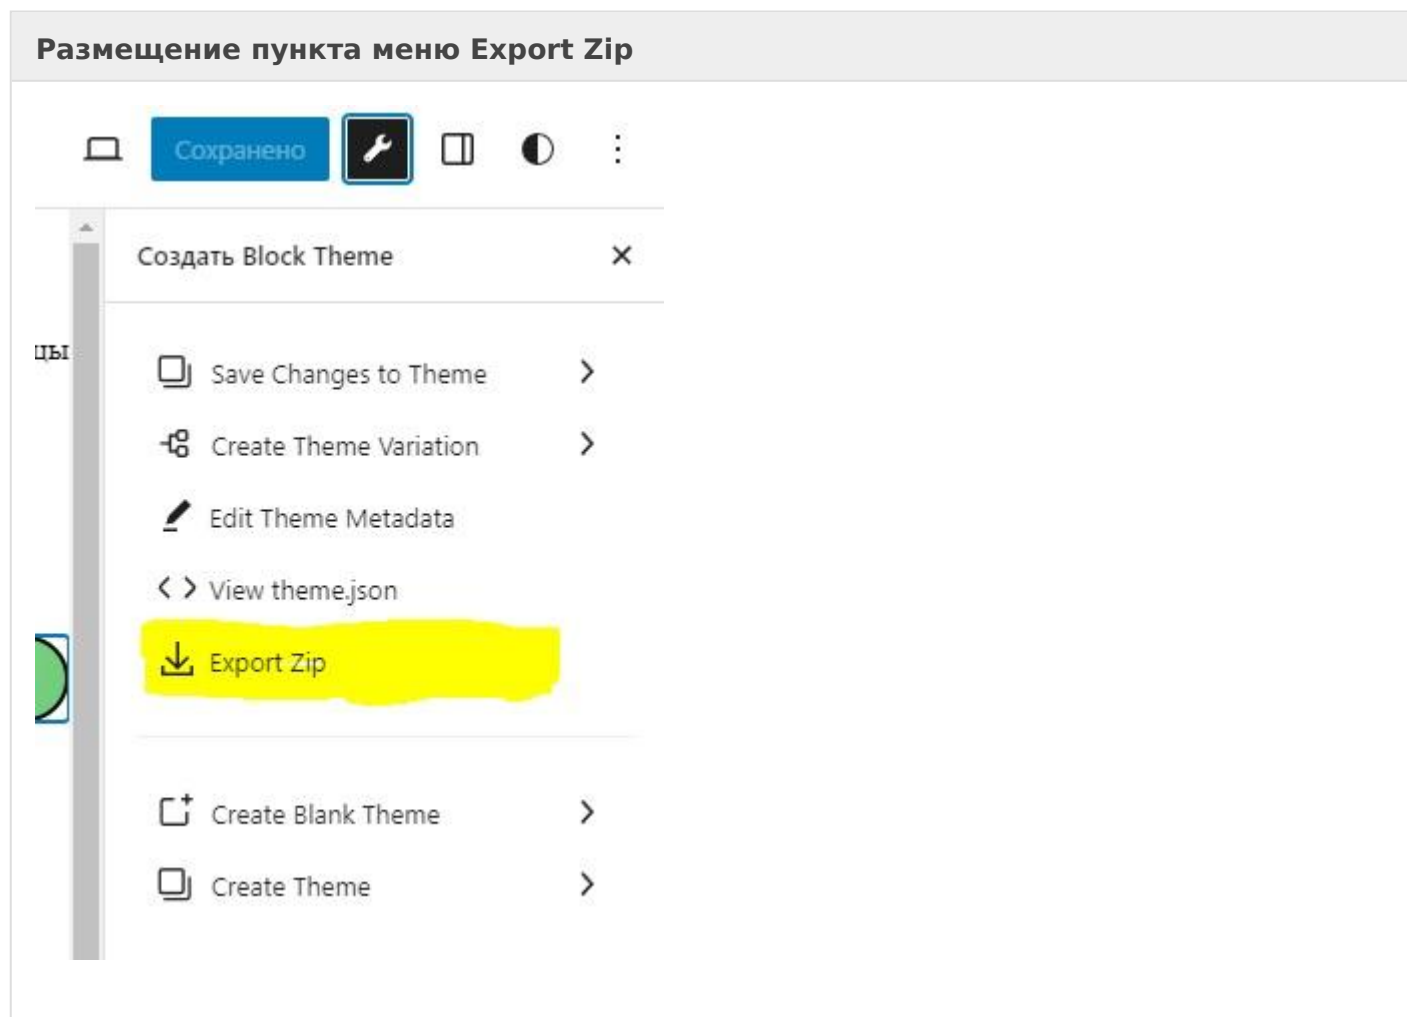 Размещение пункта меню Export Zip
Сохранено
Создать Block Theme
цы
Save Changes to Theme
Create Theme Variation
Edit Theme Metadata
View theme.json
Export Zip
Create Blank Theme
Create Theme